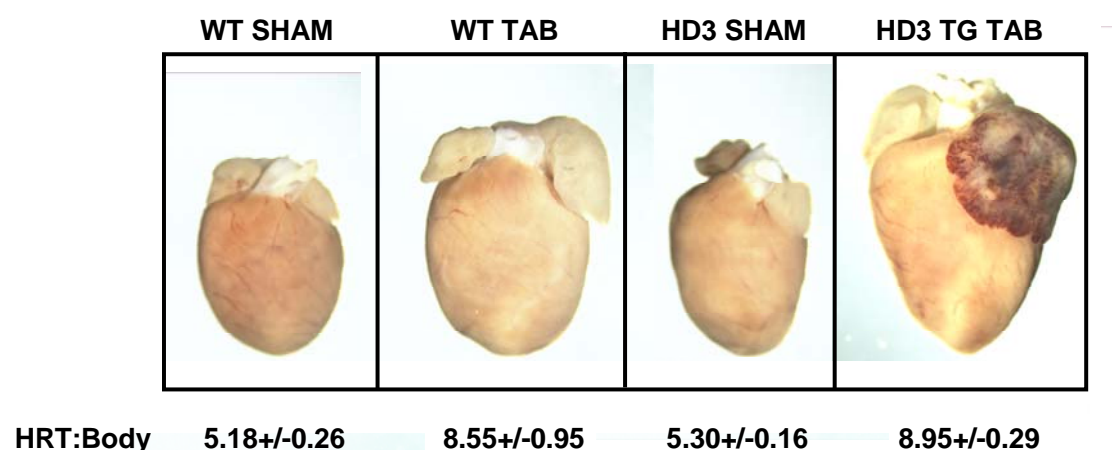 WT SHAM WT TAB HD3 SHAM HD3 TG TAB
HRT:Body 5.18+/-0.26 8.55+/-0.95 5.30+/-0.16 8.95+/-0.29